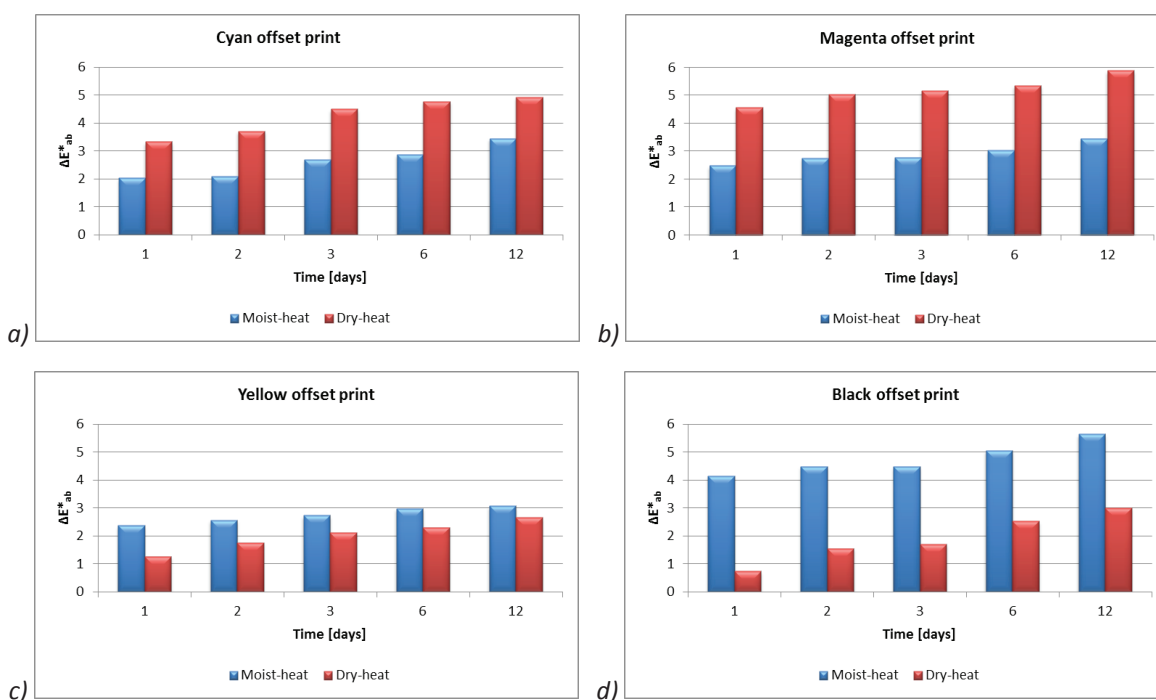 Cyan offset print
6
5
4
3
2
1
0
ΔE*ab
1 2 3 6 12
Time [days]
Moist-heat Dry-heat
a)
Magenta offset print
6
5
4
3
2
1
0
ΔE*ab
1 2 3 6 12
Time [days]
Moist-heat Dry-heat
b)
Yellow offset print
6
5
4
3
2
1
0
ΔE*ab
1 2 3 6 12
Time [days]
Moist-heat Dry-heat
c)
Black offset print
6
5
4
3
2
1
0
ΔE*ab
1 2 3 6 12
Time [days]
Moist-heat Dry-heat
d)